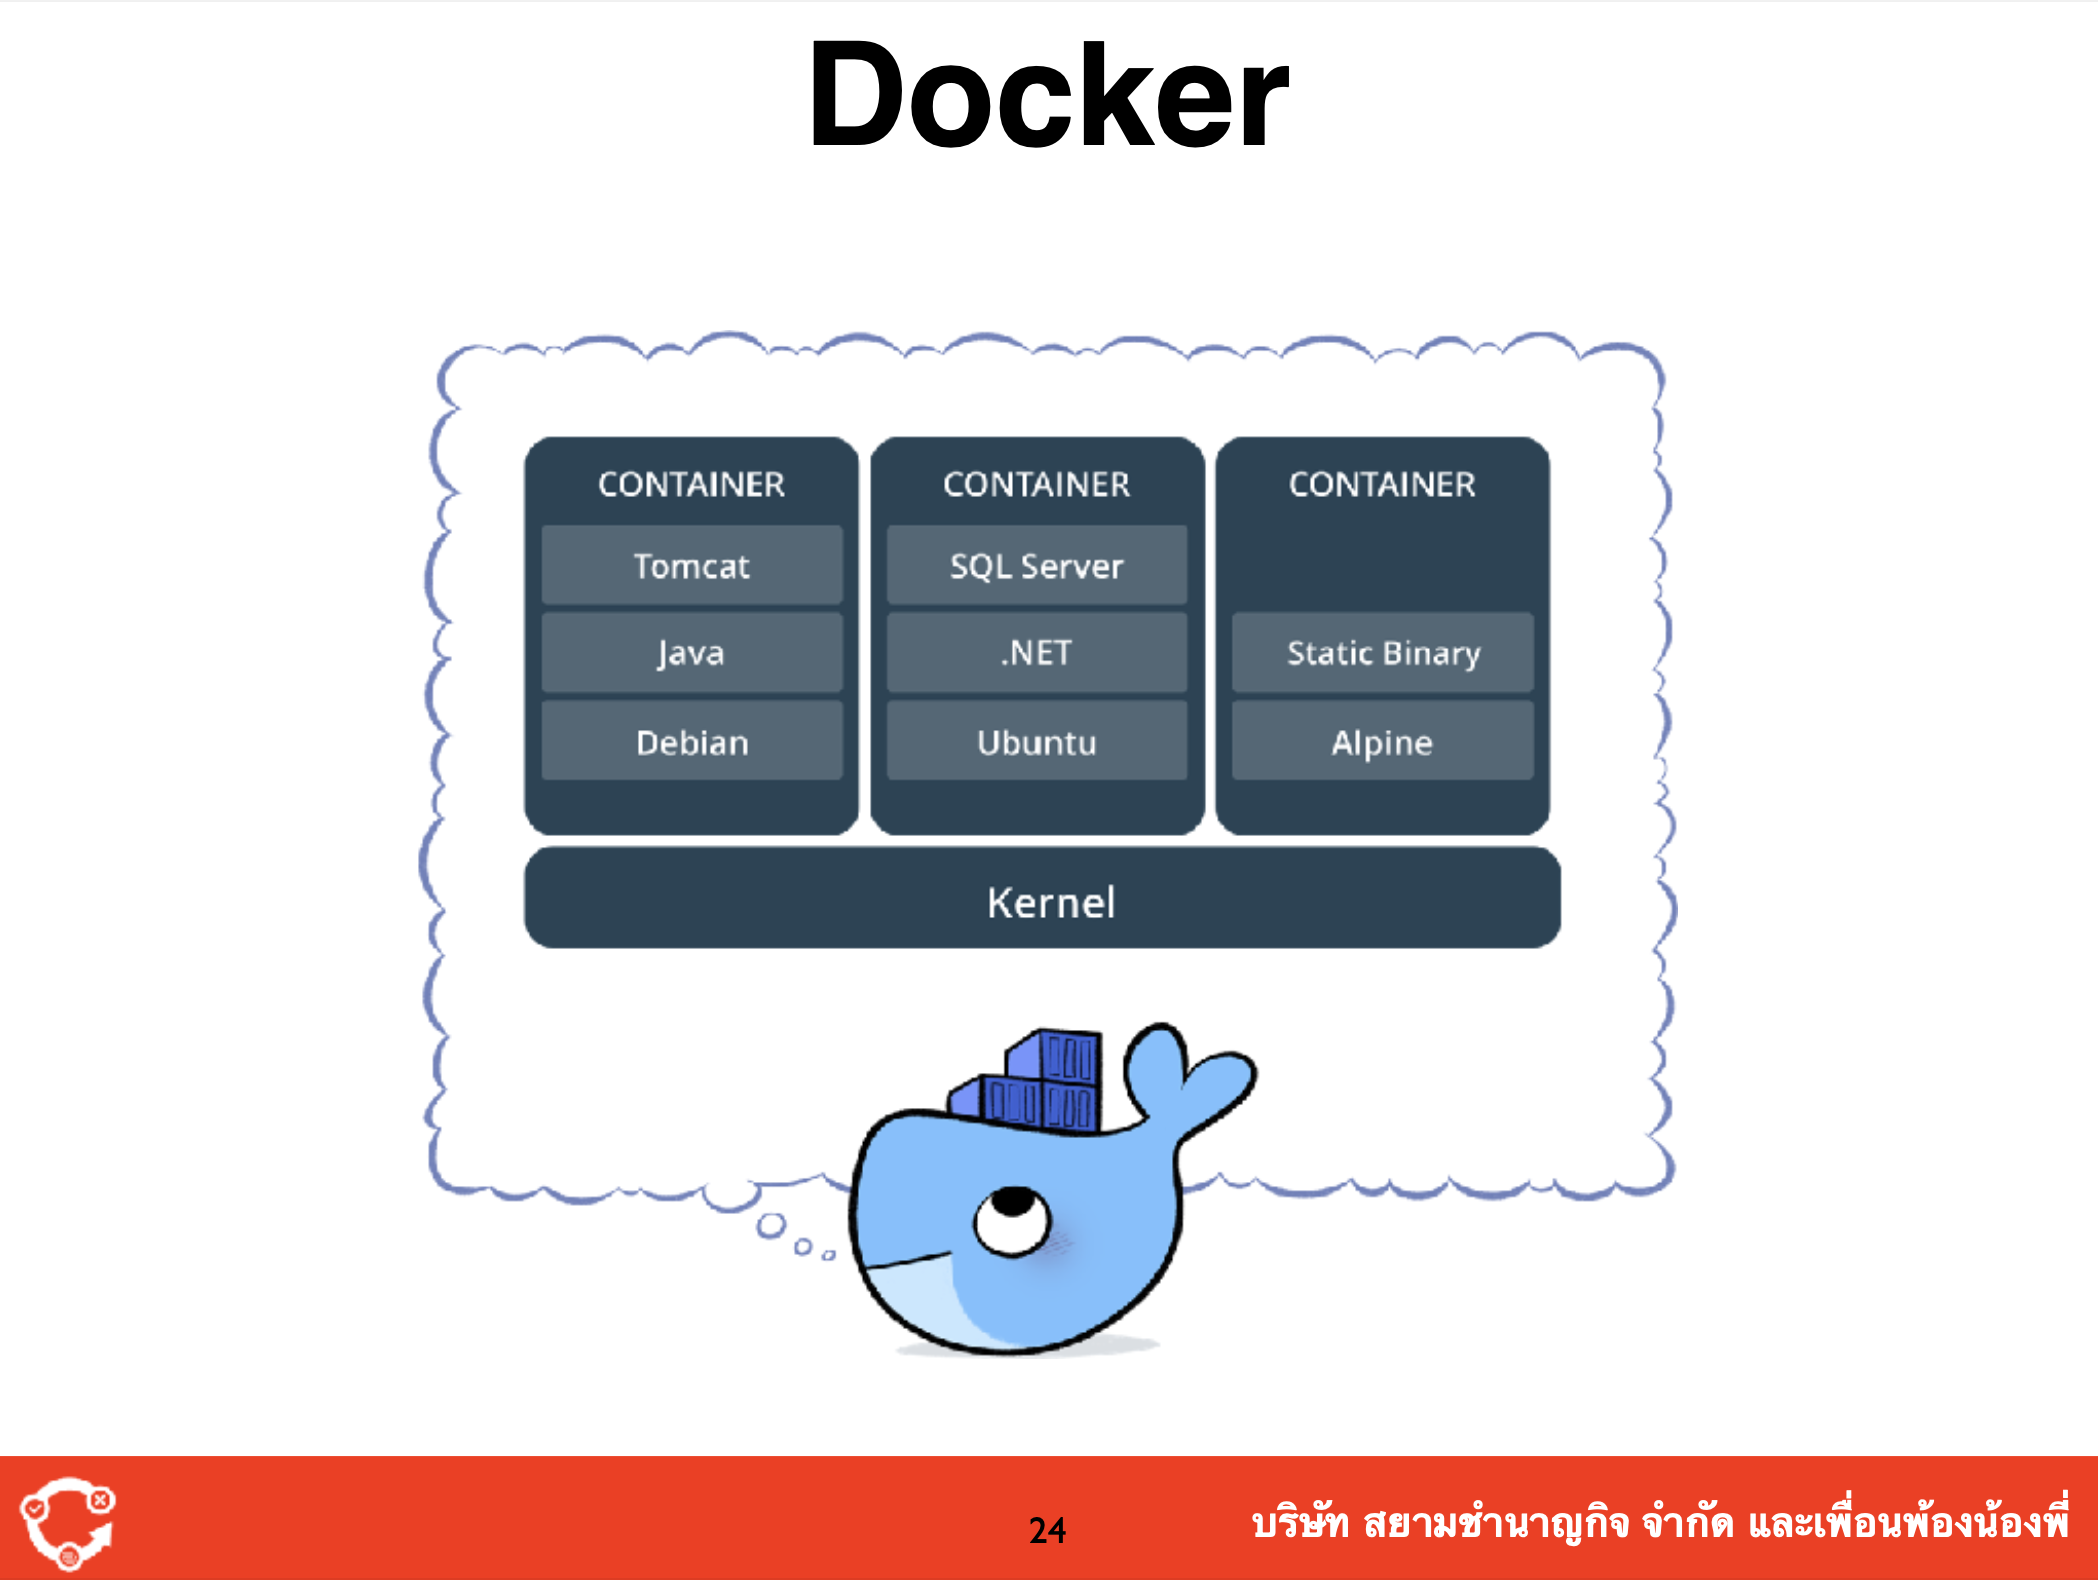 Docker
CONTAINER
Tomcat
Java
Debian
CONTAINER
SQL Server
.NET
Ubuntu
CONTAINER
Static Binary
Alpine
Kernel
24
บริษัท สยามชำนาญกิจ จำกัด และเพื่อนพ้องน้องพี่